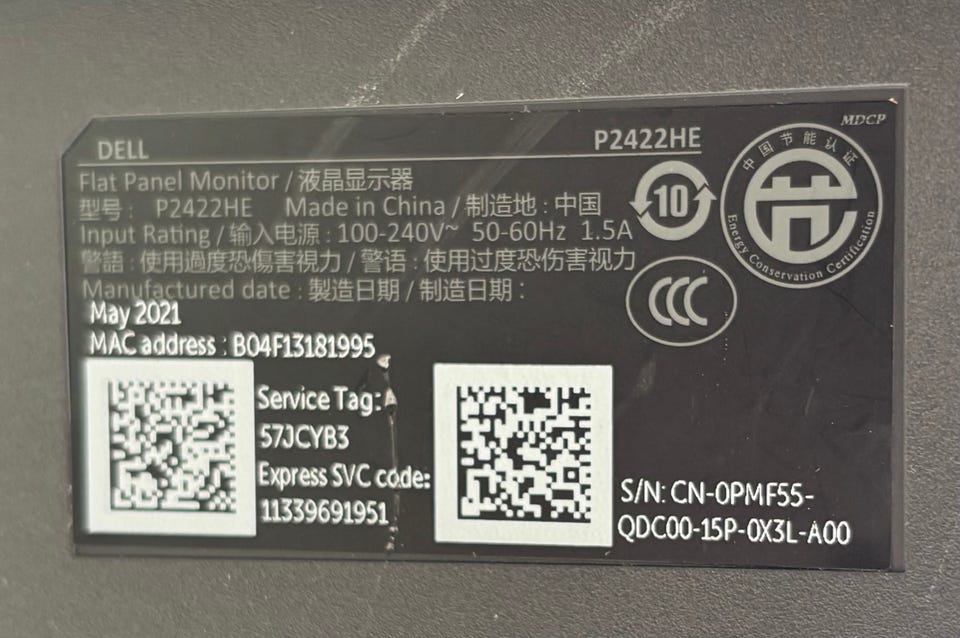 MDCP
DELL P2422HE
Flat Panel Monitor / 液晶显示器
型号: P2422HE Made in China / 制造地 : 中国
Input Rating / 输入电源 : 100-240V~ 50-60Hz 1.5A
警語 : 使用過度恐傷害視力 / 警语 : 使用过度恐伤害视力
Manufactured date : 製造日期 / 制造日期 :
May 2021
MAC address : B04F13181995
Service Tag:
57JCYB3
Express SVC code:
11339691951
S/N: CN-0PMF55-
QDC00-15P-0X3L-A00
10
中国节能认证
Energy Conservation Certification
CCC